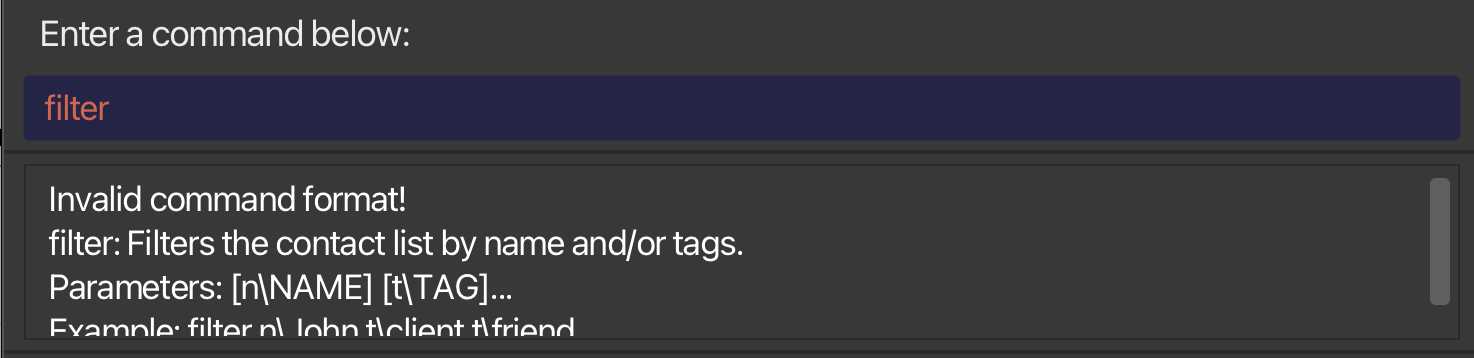 Enter a command below:
filter
Invalid command format!
filter: Filters the contact list by name and/or tags.
Parameters: [n\NAME] [t\TAG]...
Example: filter n\John t\client t\friend